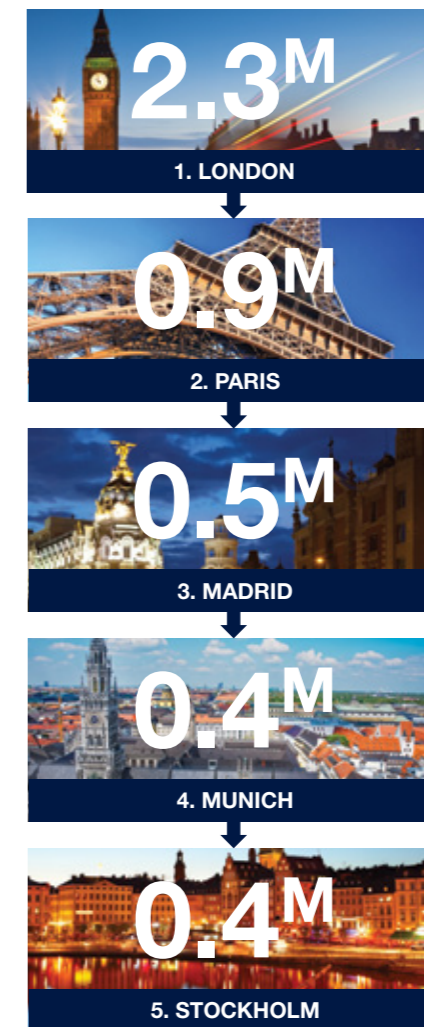 2.3M
1. LONDON
0.9M
2. PARIS
0.5M
3. MADRID
0.4M
4. MUNICH
0.4M
5. STOCKHOLM